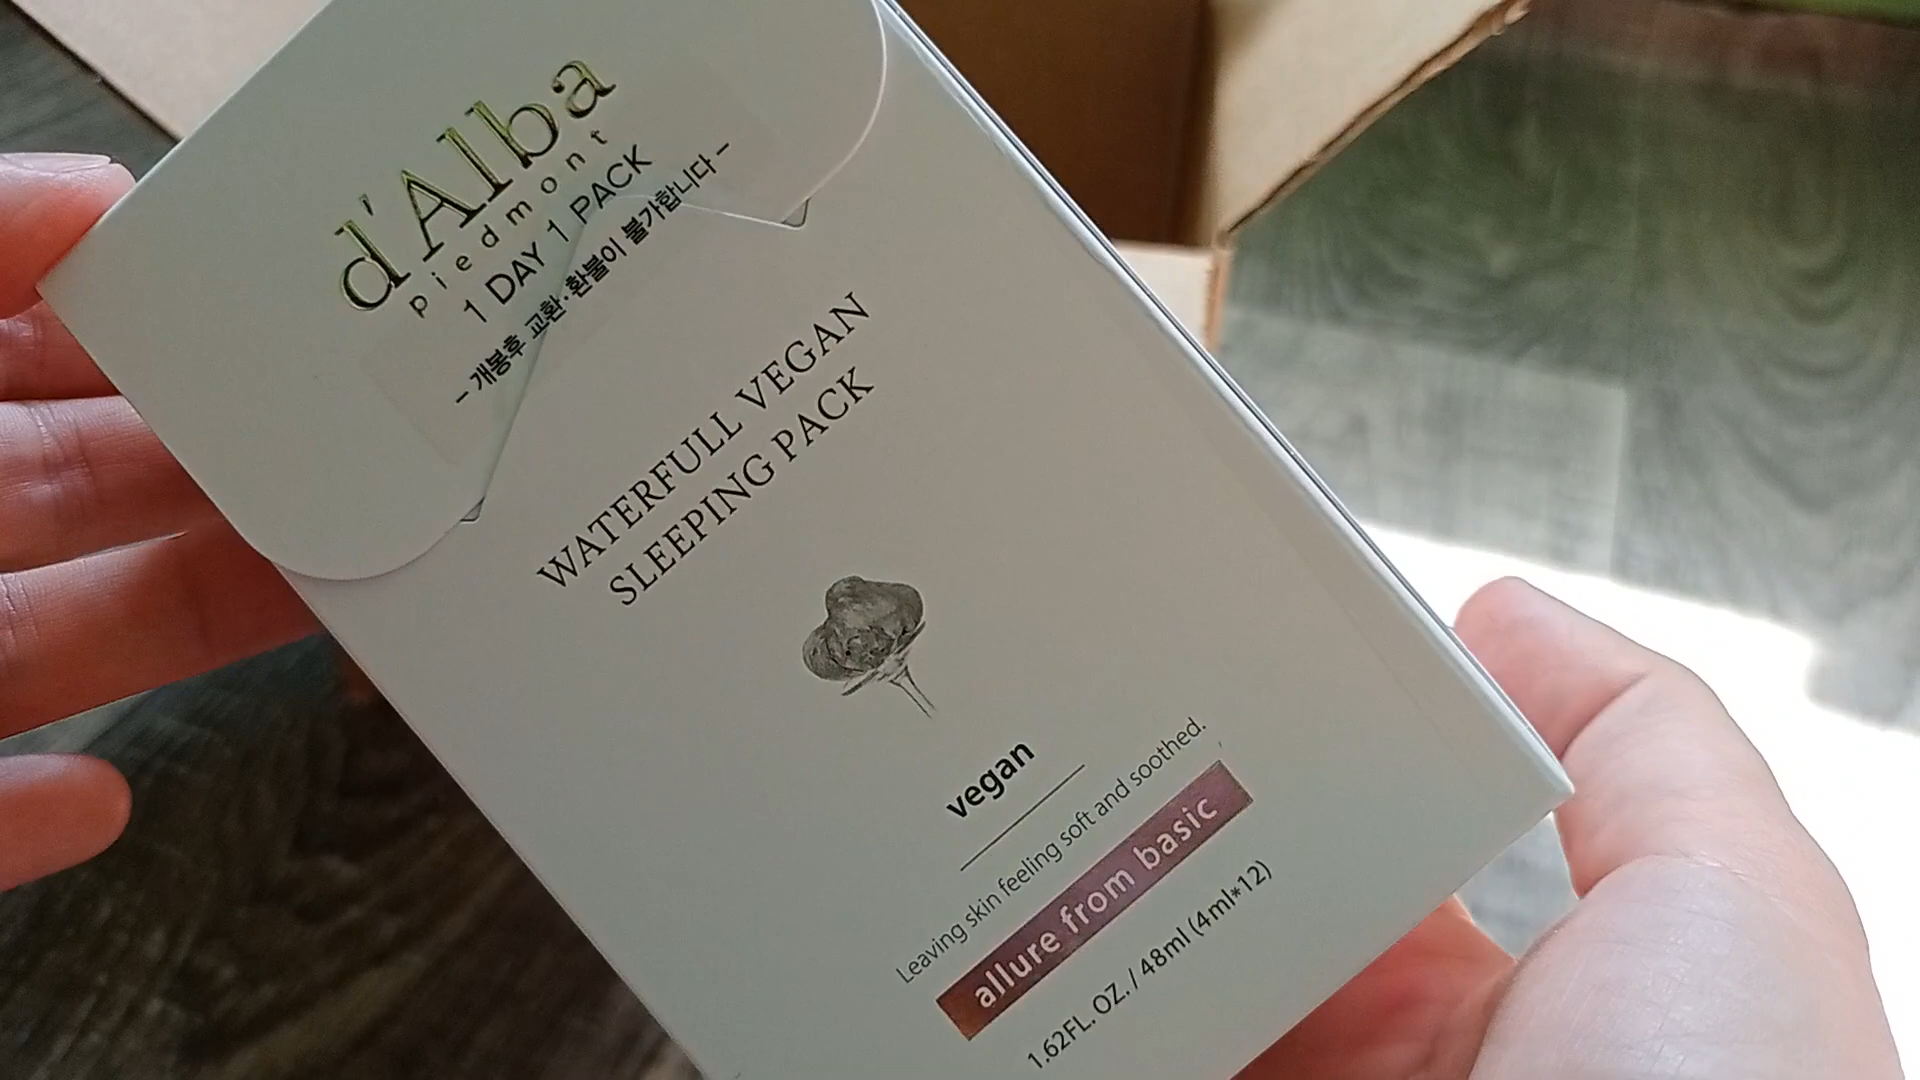 d'Alba
piedmont
1 DAY 1 PACK
- 개봉후 교환·환불이 불가합니다 -
WATERFULL VEGAN
SLEEPING PACK
vegan
Leaving skin feeling soft and soothed.
allure from basic
1.62FL. OZ. / 48ml (4ml*12)